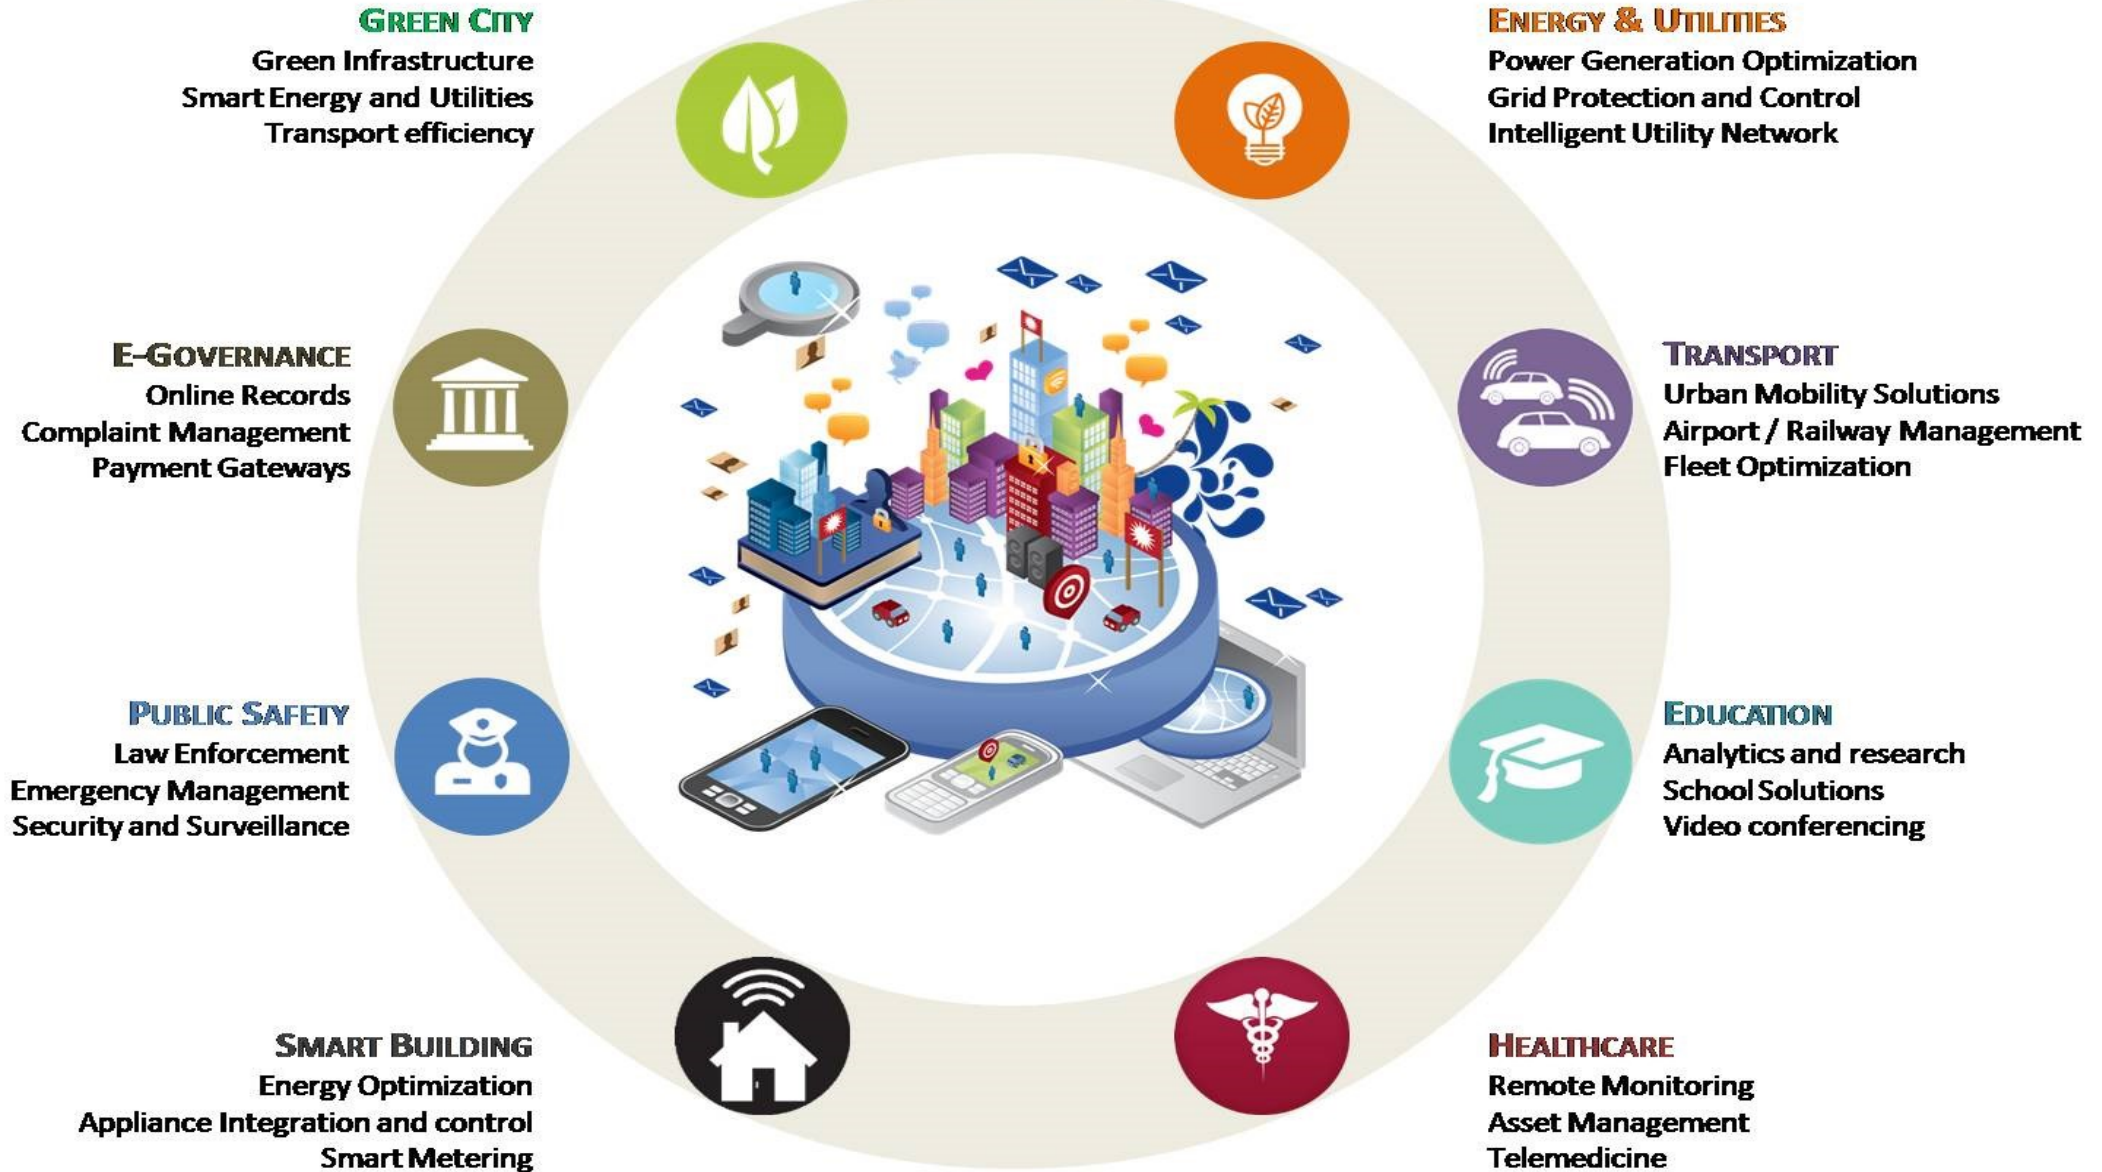 GREEN CITY
Green Infrastructure
Smart Energy and Utilities
Transport efficiency
ENERGY & UTILITIES
Power Generation Optimization
Grid Protection and Control
Intelligent Utility Network
E-GOVERNANCE
Online Records
Complaint Management
Payment Gateways
TRANSPORT
Urban Mobility Solutions
Airport / Railway Management
Fleet Optimization
PUBLIC SAFETY
Law Enforcement
Emergency Management
Security and Surveillance
EDUCATION
Analytics and research
School Solutions
Video conferencing
SMART BUILDING
Energy Optimization
Appliance Integration and control
Smart Metering
HEALTHCARE
Remote Monitoring
Asset Management
Telemedicine